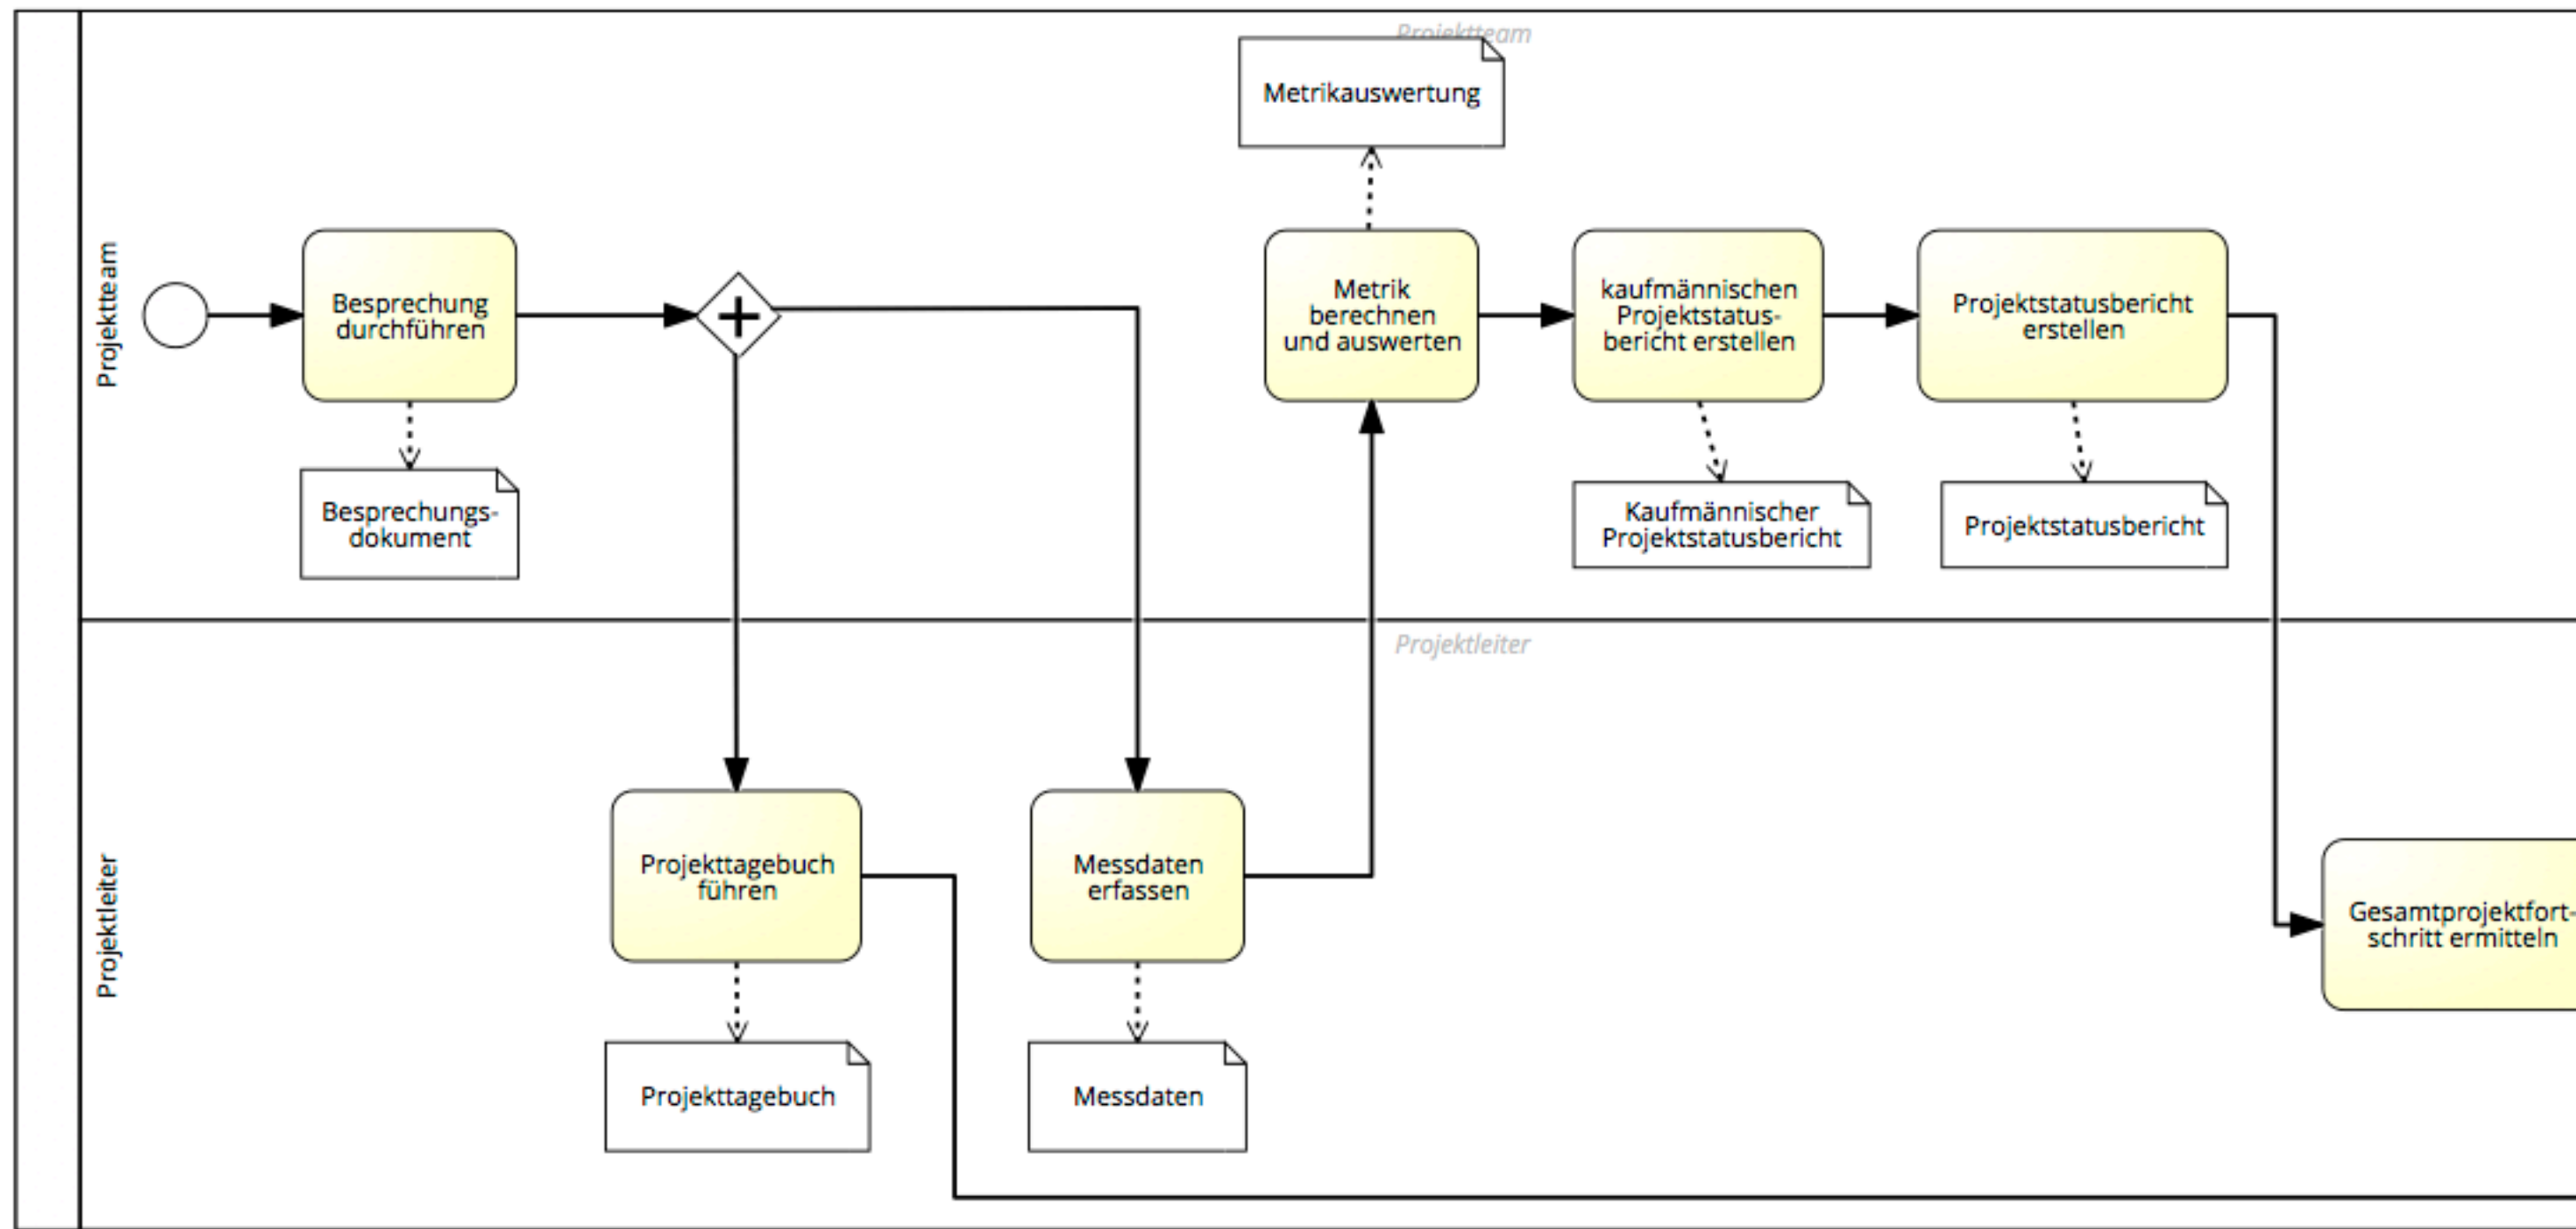 Projektteam
Projektteam
Metrikauswertung
Besprechung
durchführen
Metrik
berechnen
und auswerten
kaufmännischen
Projektstatus-
bericht erstellen
Projektstatusbericht
erstellen
Besprechungs-
dokument
Kaufmännischer
Projektstatusbericht
Projektstatusbericht
Projektleiter
Projektleiter
Projekttagebuch
führen
Messdaten
erfassen
Gesamtprojektfort-
schritt ermitteln
Projekttagebuch
Messdaten